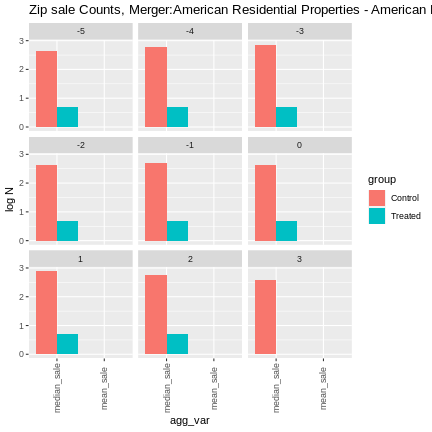 Zip sale Counts, Merger:American Residential Properties - American
-5 -4 -3
3
2
1
0
-2 -1 0
3
2
1
0
1 2 3
3
2
1
0
log N
median_sale mean_sale median_sale mean_sale median_sale mean_sale
agg_var
group
Control
Treated